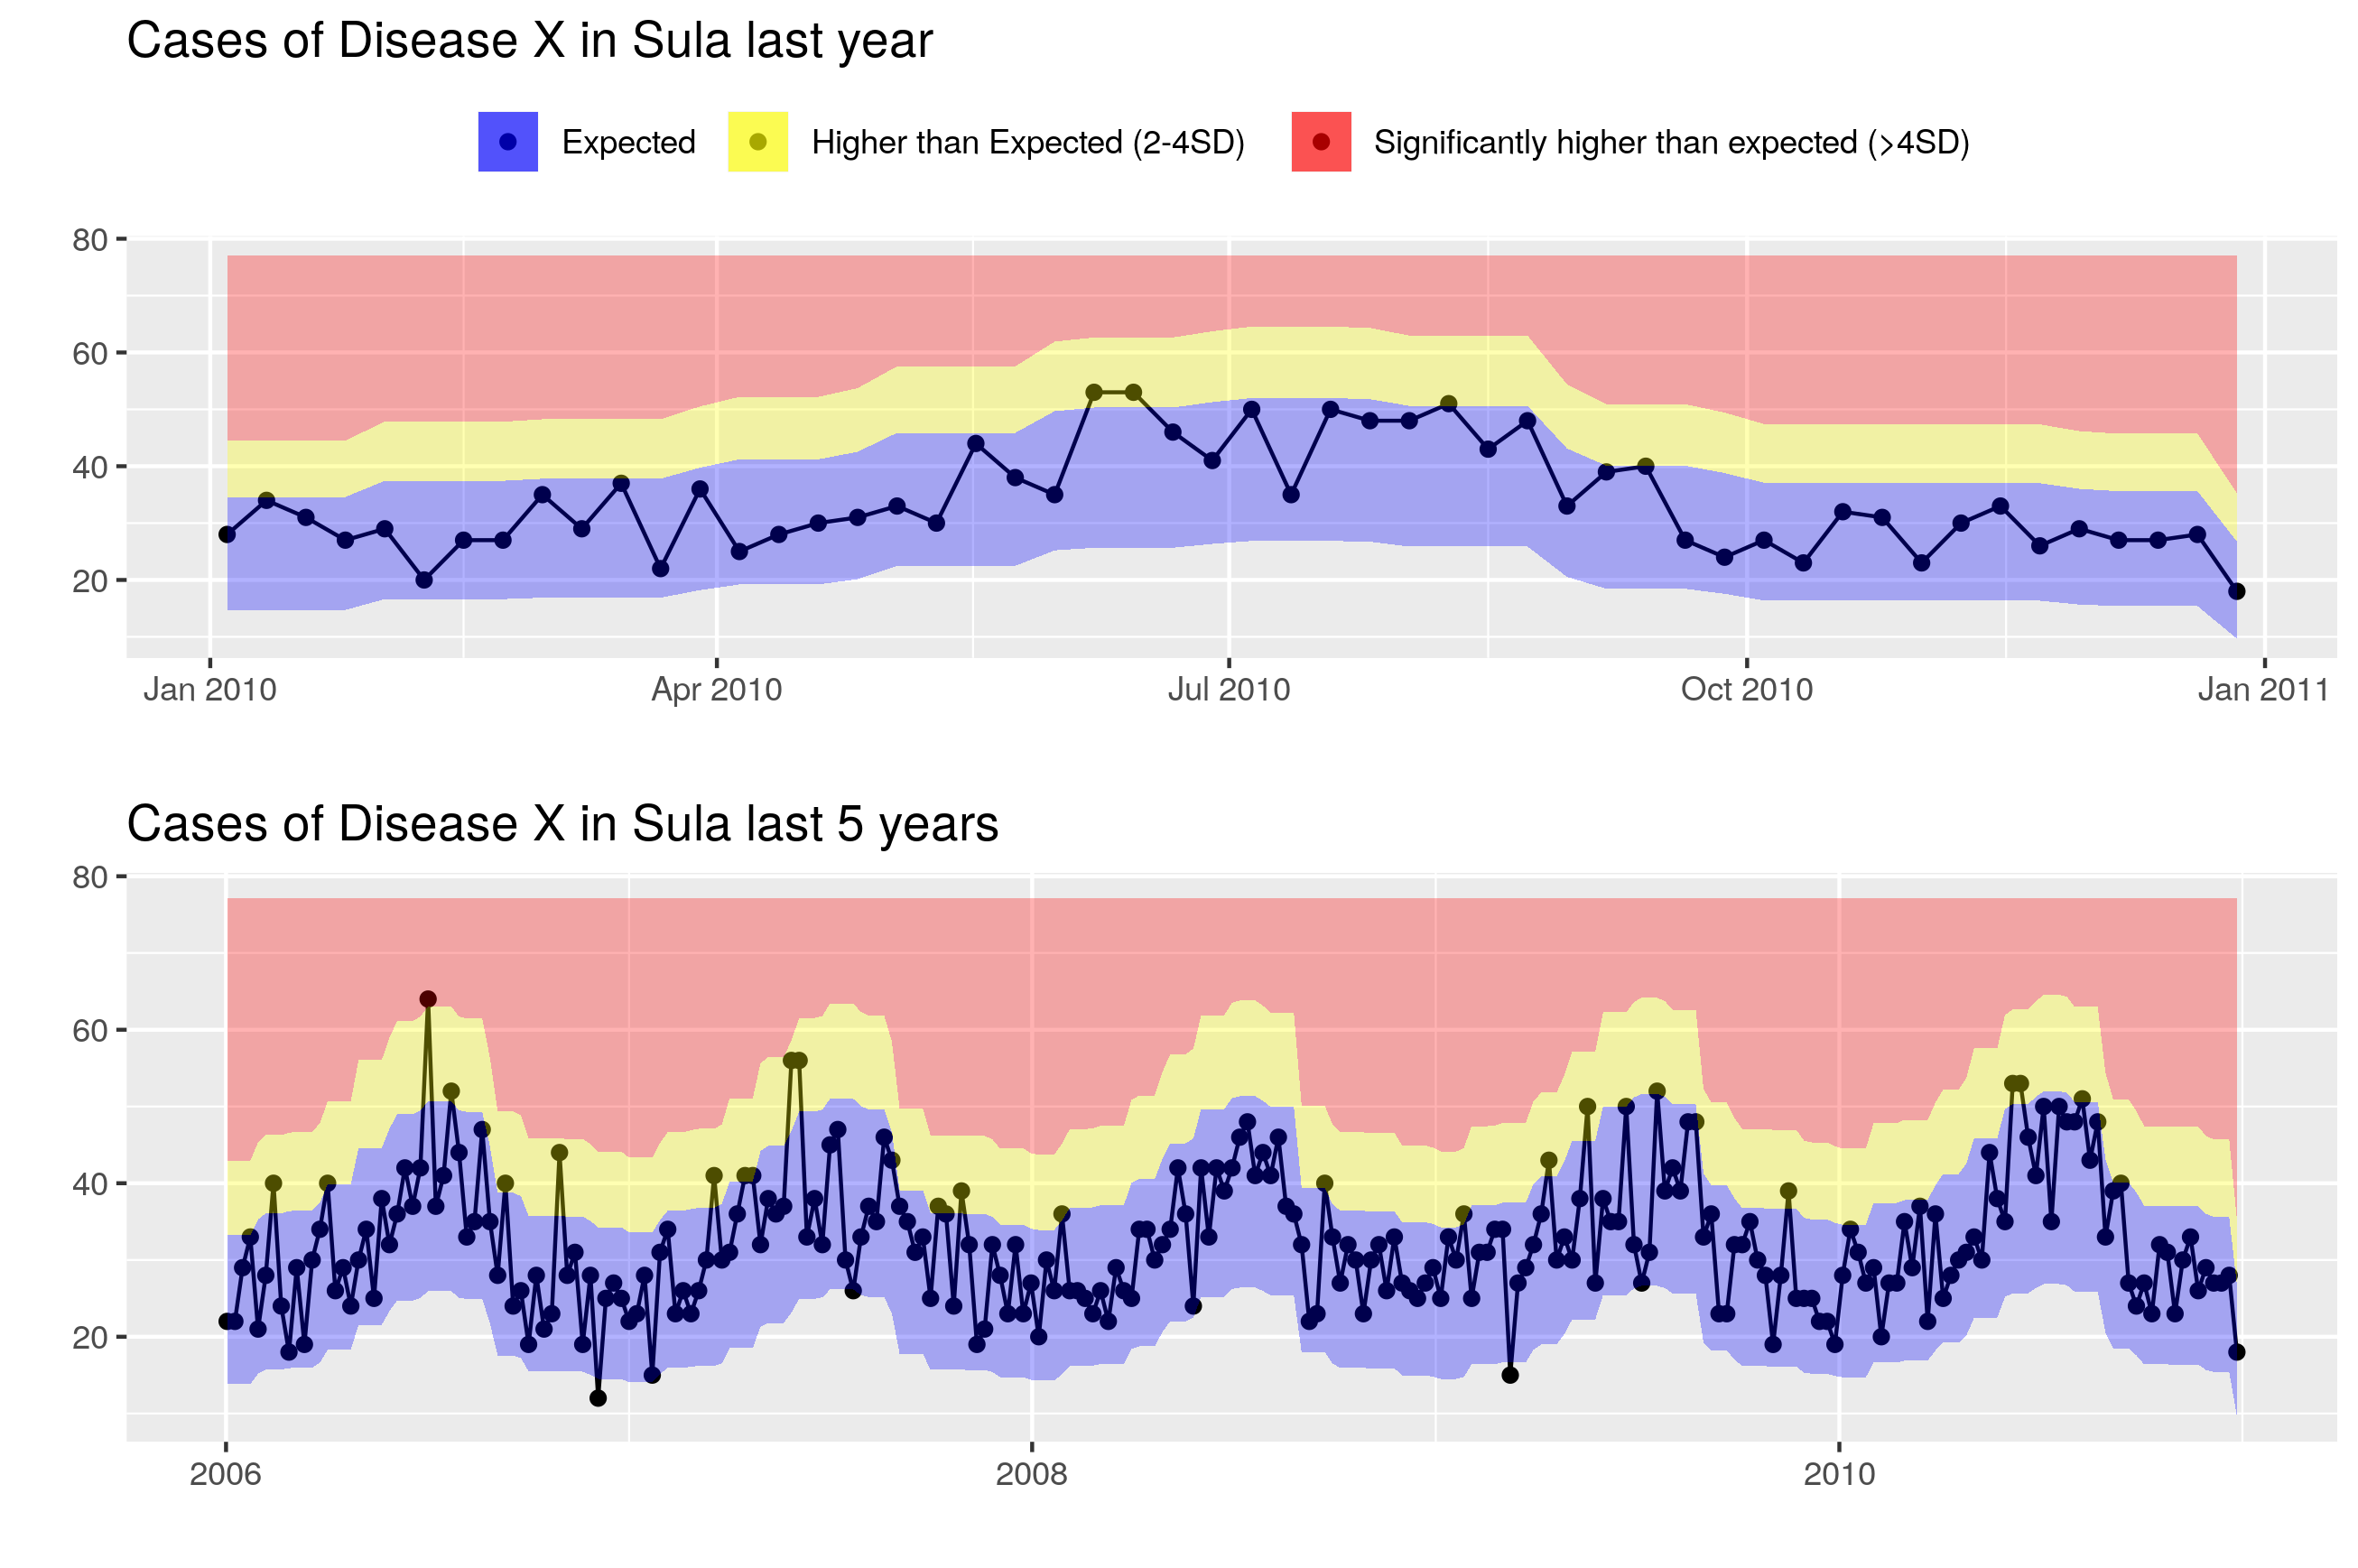 Cases of Disease X in Sula last year
Expected Higher than Expected (2-4SD) Significantly higher than expected (>4SD)
80
60
40
20
Jan 2010 Apr 2010 Jul 2010 Oct 2010 Jan 2011
Cases of Disease X in Sula last 5 years
80
60
40
20
2006 2008 2010